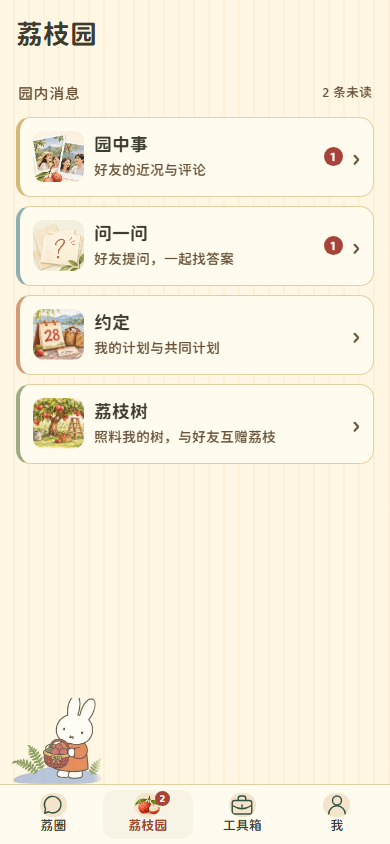 荔枝园
园内消息
2 条未读
园中事
好友的近况与评论
1
?
问一问
好友提问，一起找答案
1
28
约定
我的计划与共同计划
荔枝树
照料我的树，与好友互赠荔枝
2
荔圈
荔枝园
工具箱
我